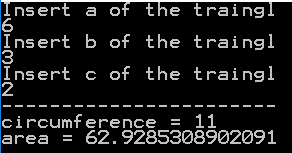 Insert a of the traingl
6
Insert b of the traingl
3
Insert c of the traingl
2
-----------------------
circumference = 11
area = 62.9285308902091